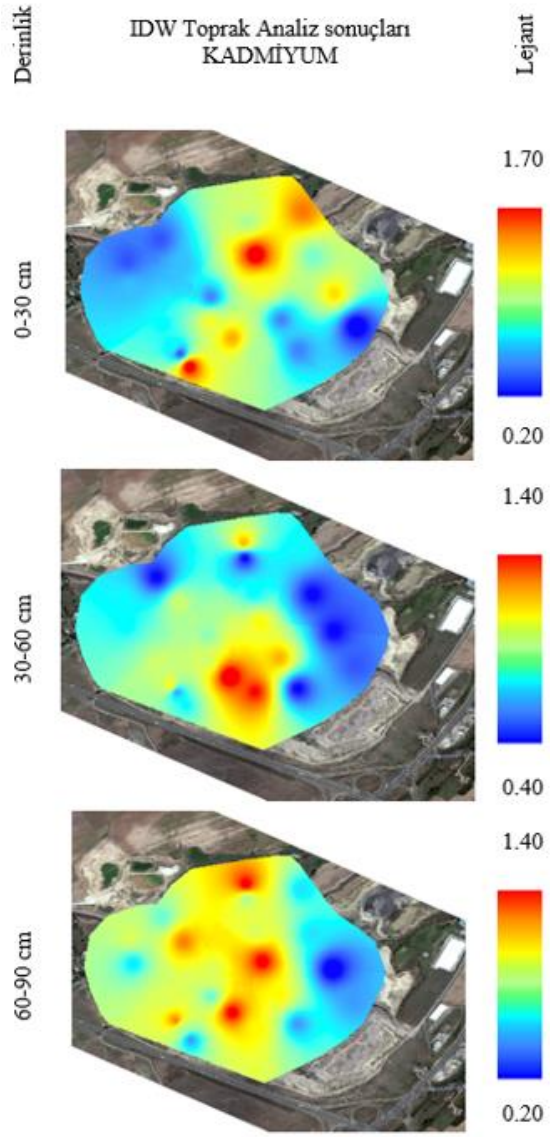 Derinlik
IDW Toprak Analiz sonuçları
KADMİYUM
Lejant
0-30 cm
1.70
0.20
30-60 cm
1.40
0.40
60-90 cm
1.40
0.20